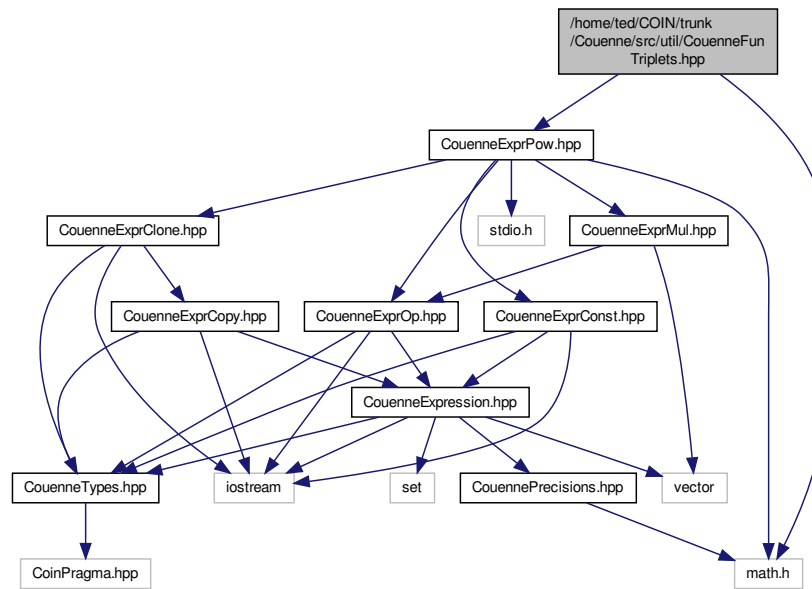 /home/ted/COIN/trunk
/Couenne/src/util/CouenneFun
Triplets.hpp
CouenneExprPow.hpp
CouenneExprClone.hpp
stdio.h
CouenneExprMul.hpp
CouenneExprCopy.hpp
CouenneExprOp.hpp
CouenneExprConst.hpp
CouenneExpression.hpp
CouenneTypes.hpp
iostream
set
CouennePrecisions.hpp
vector
CoinPragma.hpp
math.h